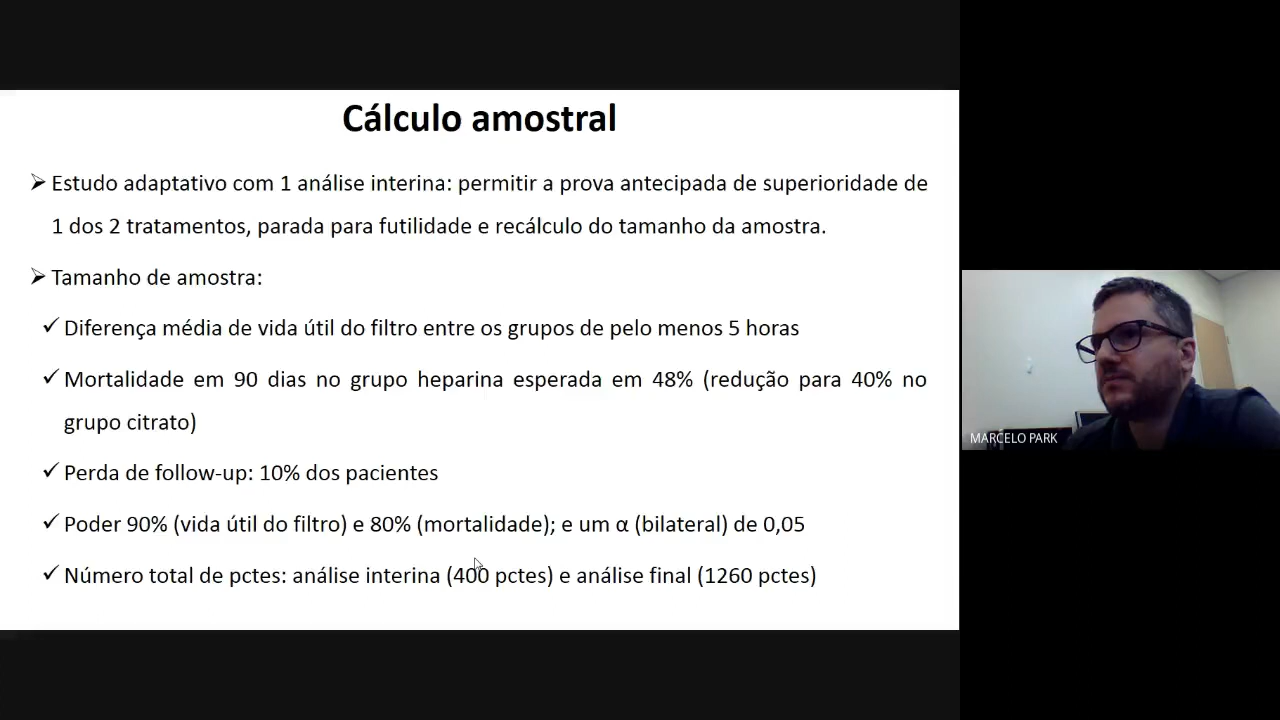 Cálculo amostral
➢ Estudo adaptativo com 1 análise interina: permitir a prova antecipada de superioridade de
1 dos 2 tratamentos, parada para futilidade e recálculo do tamanho da amostra.
➢ Tamanho de amostra:
✓ Diferença média de vida útil do filtro entre os grupos de pelo menos 5 horas
✓ Mortalidade em 90 dias no grupo heparina esperada em 48% (redução para 40% no
grupo citrato)
✓ Perda de follow-up: 10% dos pacientes
✓ Poder 90% (vida útil do filtro) e 80% (mortalidade); e um α (bilateral) de 0,05
✓ Número total de pctes: análise interina (400 pctes) e análise final (1260 pctes)
MARCELO PARK